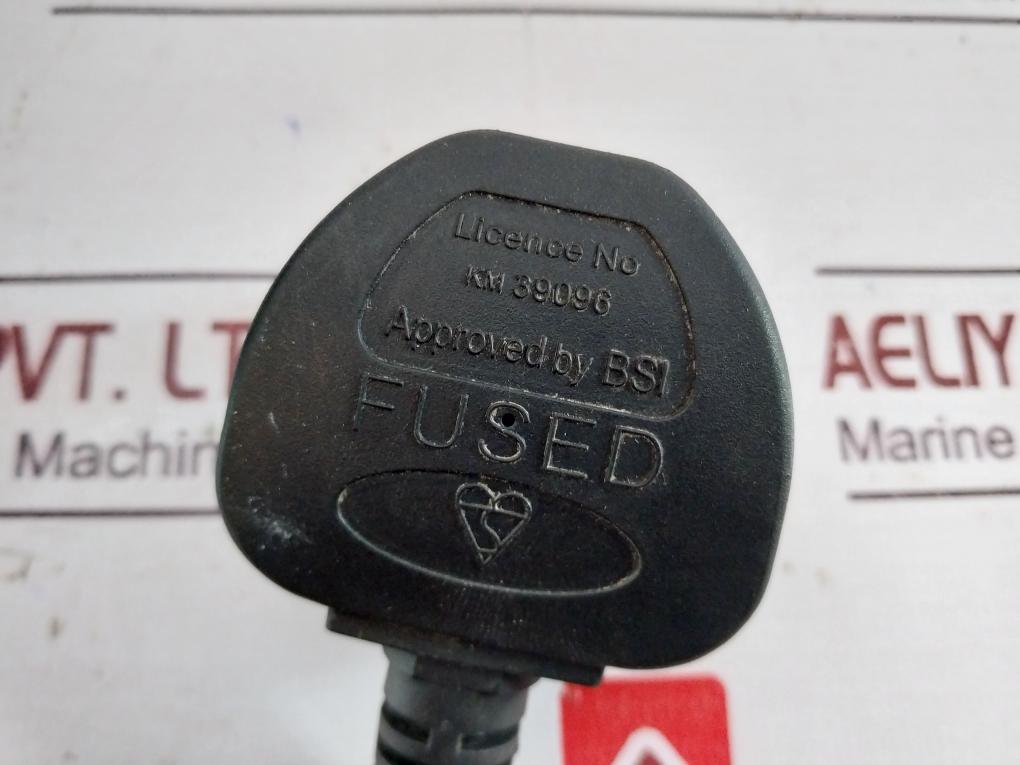 Licence No
KM 39096
Approved by BSI
FUSED
PVT. LT
Machin
AELIY
Marine